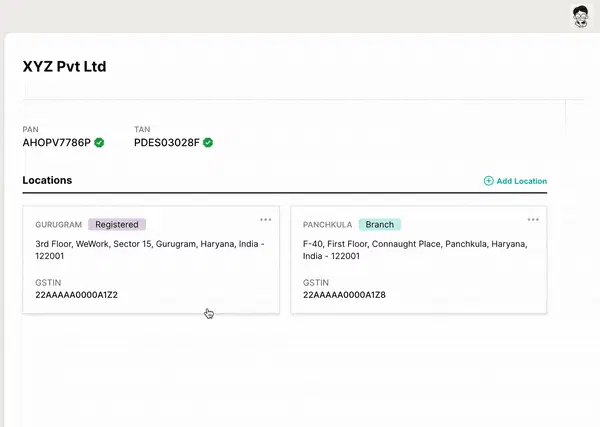 XYZ Pvt Ltd
PAN
TAN
AHOPV7786P
PDES03028F
Locations
Add Location
GURUGRAM Registered
3rd Floor, WeWork, Sector 15, Gurugram, Haryana, India -
122001
GSTIN
22AAAAA0000A1Z2
PANCHKULA Branch
F-40, First Floor, Connaught Place, Panchkula, Haryana,
India - 122001
GSTIN
22AAAAA0000A1Z8